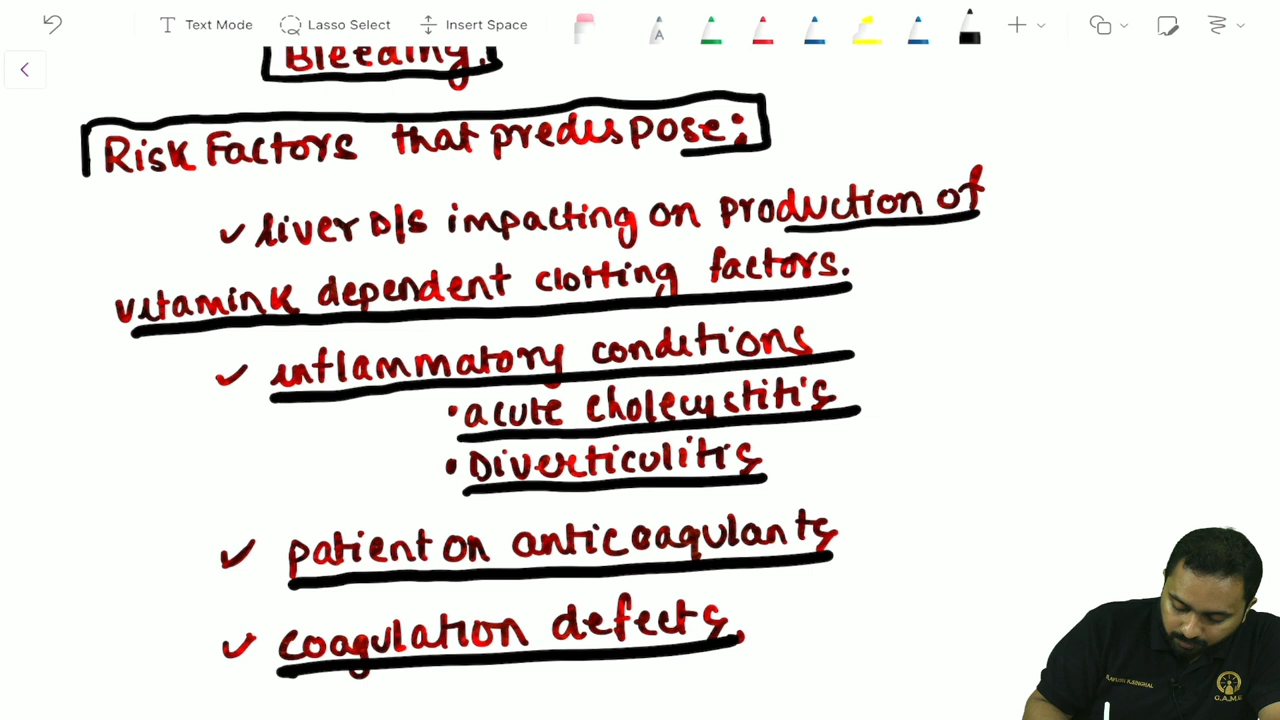 Text Mode
Lasso Select
Insert Space
A
Bleeding.
Risk Factors that predispose:
✓ liver D/s impacting on production of
vitamin K dependent clotting factors.
✓ inflammatory conditions
• acute cholecystitis
• Diverticulitis
✓ patient on anticoagulants
✓ coagulation defects.
K.SINGHAL